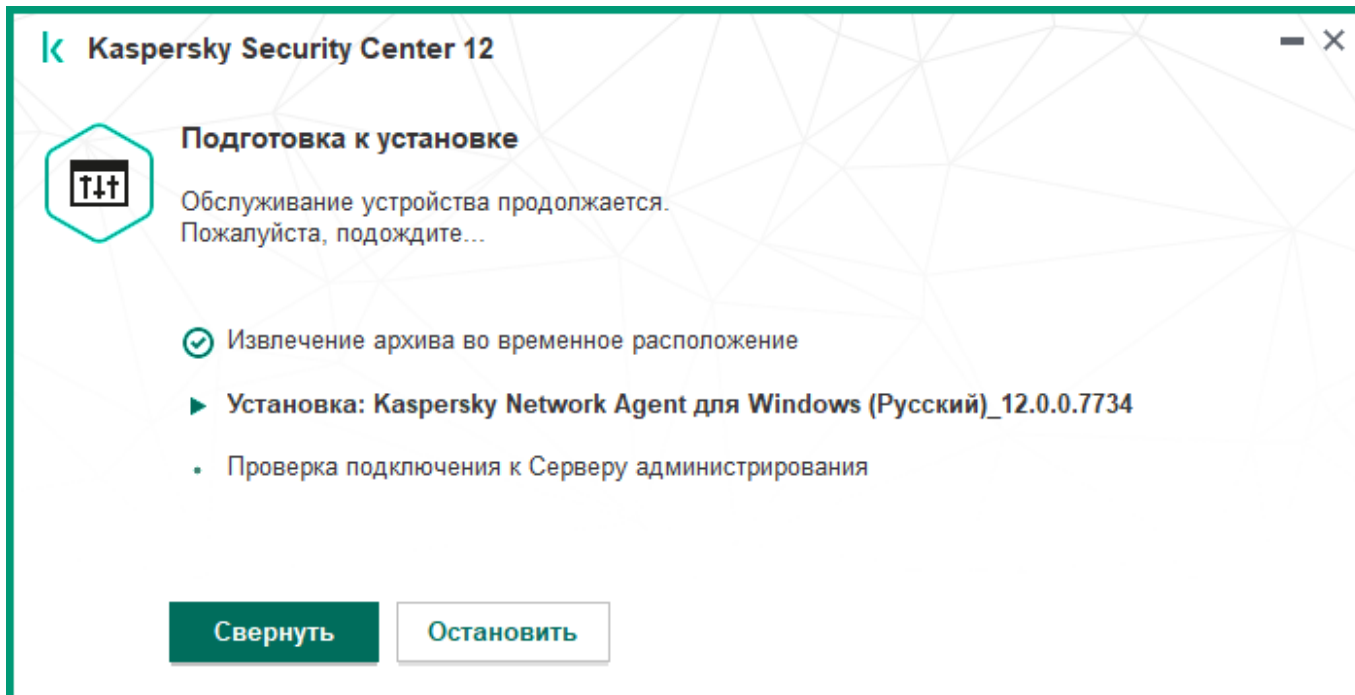 Kaspersky Security Center 12
Подготовка к установке
Обслуживание устройства продолжается.
Пожалуйста, подождите...
Извлечение архива во временное расположение
Установка: Kaspersky Network Agent для Windows (Русский)_12.0.0.7734
Проверка подключения к Серверу администрирования
Свернуть
Остановить